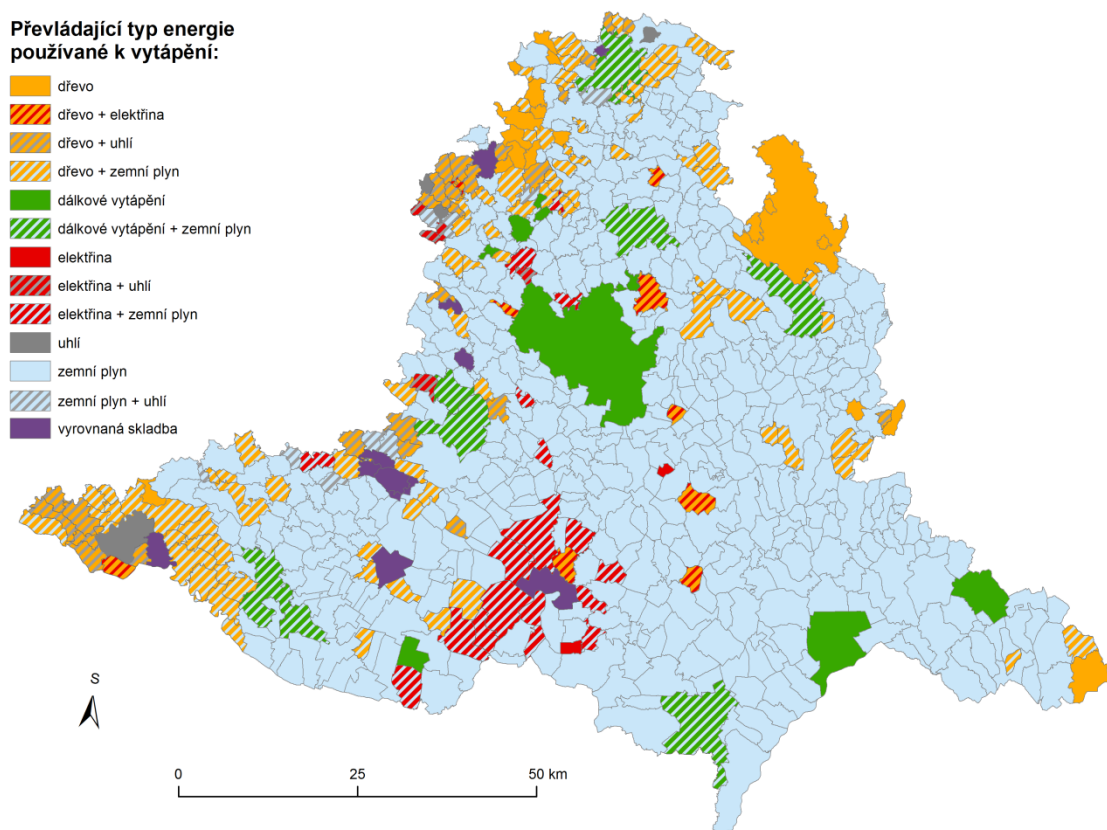 Převládající typ energie
používané k vytápění:
dřevo
dřevo + elektřina
dřevo + uhlí
dřevo + zemní plyn
dálkové vytápění
dálkové vytápění + zemní plyn
elektřina
elektřina + uhlí
elektřina + zemní plyn
uhlí
zemní plyn
zemní plyn + uhlí
vyrovnaná skladba
S
0 25 50 km